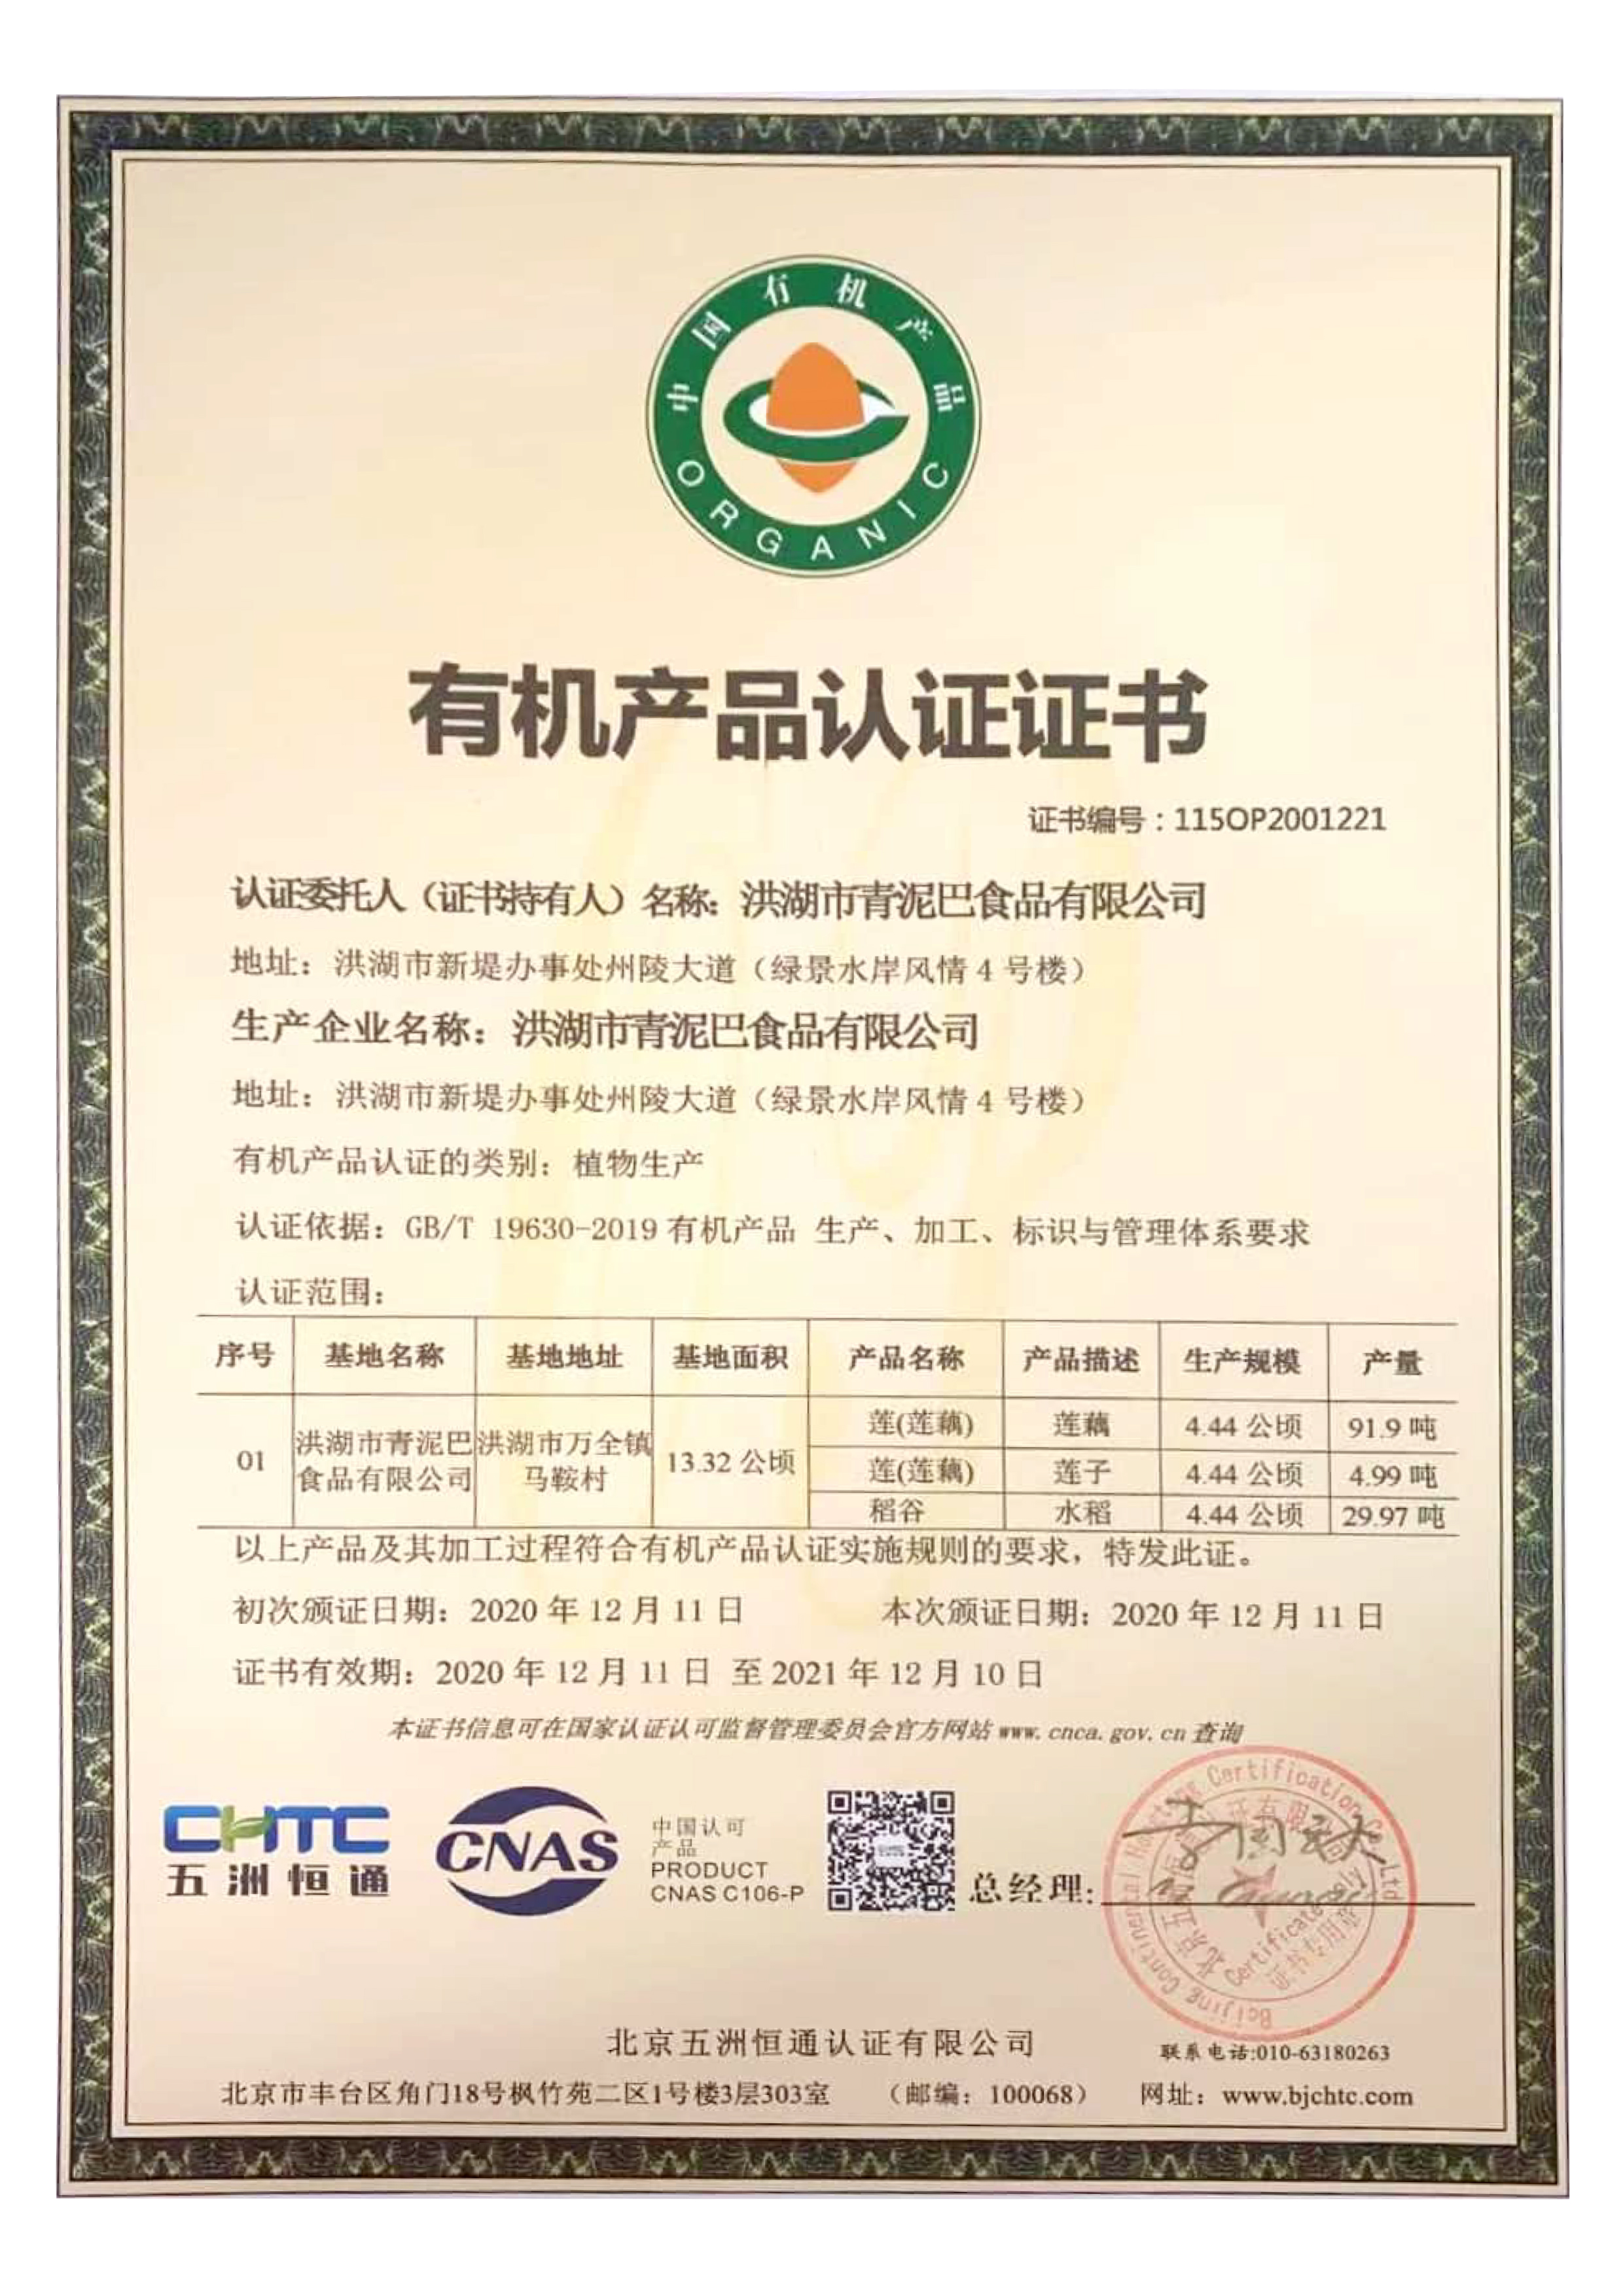 中国有机产品
ORGANIC
有机产品认证证书
证书编号：115OP2001221
认证委托人（证书持有人）名称：洪湖市青泥巴食品有限公司
地址：洪湖市新堤办事处州陵大道（绿景水岸风情 4 号楼）
生产企业名称：洪湖市青泥巴食品有限公司
地址：洪湖市新堤办事处州陵大道（绿景水岸风情 4 号楼）
有机产品认证的类别：植物生产
认证依据：GB/T 19630-2019 有机产品 生产、加工、标识与管理体系要求
认证范围：
序号 基地名称 基地地址 基地面积 产品名称 产品描述 生产规模 产量
01 洪湖市青泥巴食品有限公司 洪湖市万全镇马鞍村 13.32 公顷 莲(莲藕) 莲藕 4.44 公顷 91.9 吨
莲(莲藕) 莲子 4.44 公顷 4.99 吨
稻谷 水稻 4.44 公顷 29.97 吨
以上产品及其加工过程符合有机产品认证实施规则的要求，特发此证。
初次颁证日期：2020 年 12 月 11 日 本次颁证日期：2020 年 12 月 11 日
证书有效期：2020 年 12 月 11 日 至 2021 年 12 月 10 日
本证书信息可在国家认证认可监督管理委员会官方网站 www.cnca.gov.cn 查询
CHTC
五洲恒通
CNAS
中国认可
产品
PRODUCT
CNAS C106-P
总经理：
证书专用章
北京五洲恒通认证有限公司
联系电话:010-63180263
北京市丰台区角门18号枫竹苑二区1号楼3层303室 （邮编：100068） 网址：www.bjchtc.com